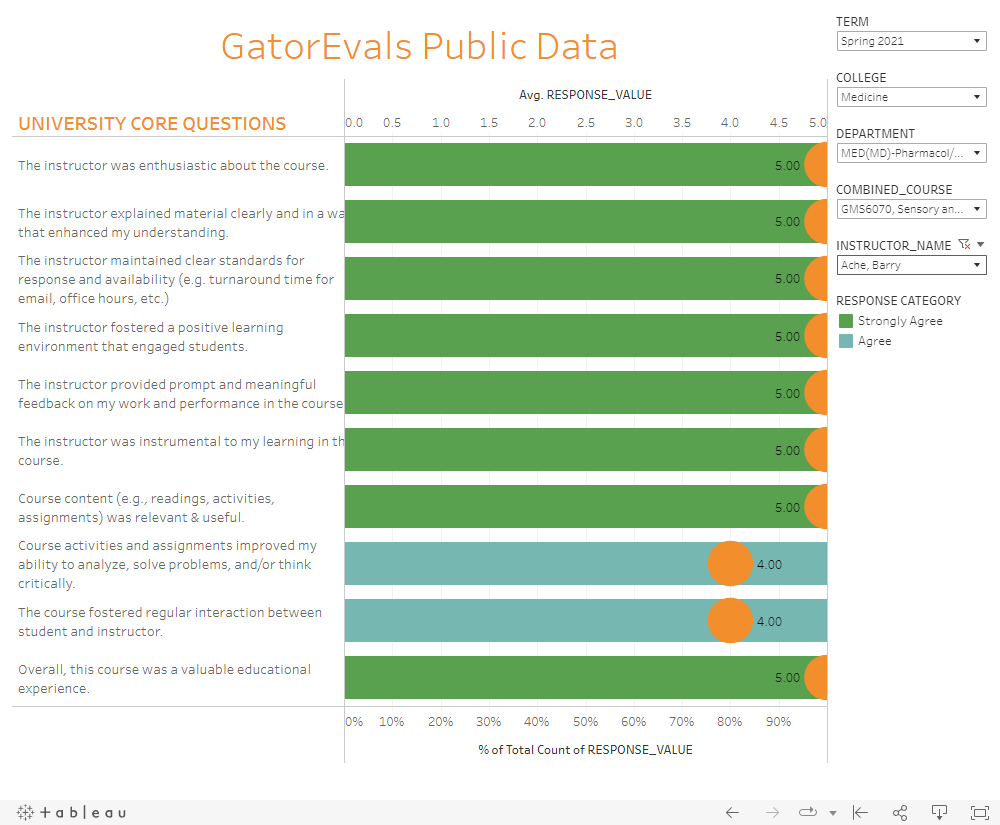 GatorEvals Public Data
TERM
Spring 2021
COLLEGE
Medicine
DEPARTMENT
MED(MD)-Pharmacol/...
COMBINED_COURSE
GMS6070, Sensory an...
INSTRUCTOR_NAME
Ache, Barry
RESPONSE CATEGORY
Strongly Agree
Agree
Avg. RESPONSE_VALUE
UNIVERSITY CORE QUESTIONS
0.0 0.5 1.0 1.5 2.0 2.5 3.0 3.5 4.0 4.5 5.0
The instructor was enthusiastic about the course.
5.00
The instructor explained material clearly and in a wa
that enhanced my understanding.
5.00
The instructor maintained clear standards for
response and availability (e.g. turnaround time for
email, office hours, etc.)
5.00
The instructor fostered a positive learning
environment that engaged students.
5.00
The instructor provided prompt and meaningful
feedback on my work and performance in the course
5.00
The instructor was instrumental to my learning in th
course.
5.00
Course content (e.g., readings, activities,
assignments) was relevant & useful.
5.00
Course activities and assignments improved my
ability to analyze, solve problems, and/or think
critically.
4.00
The course fostered regular interaction between
student and instructor.
4.00
Overall, this course was a valuable educational
experience.
5.00
0% 10% 20% 30% 40% 50% 60% 70% 80% 90%
% of Total Count of RESPONSE_VALUE
+ableau